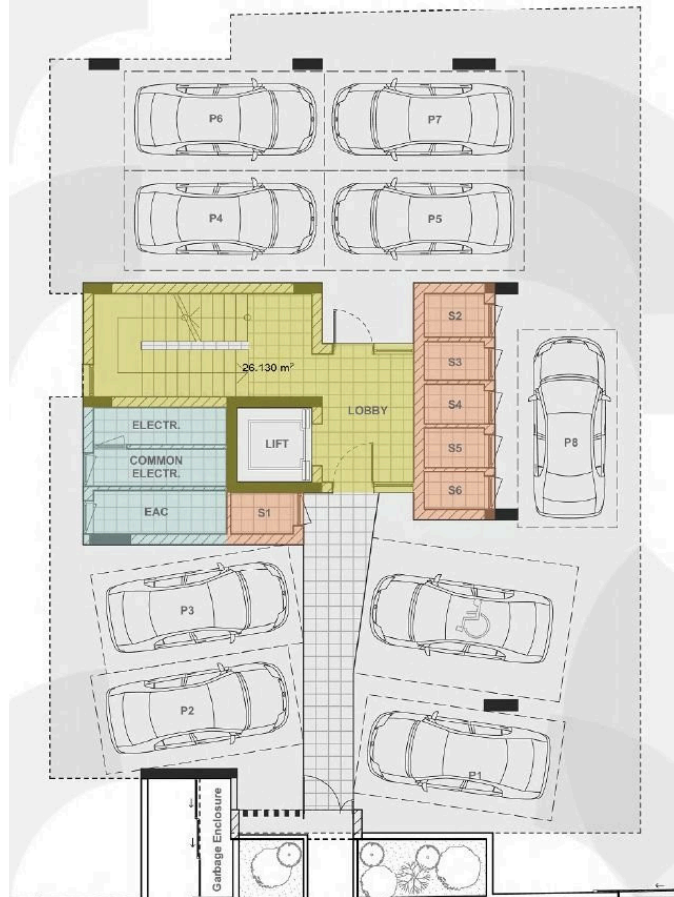 P6
P7
P4
P5
S2
26.130 m²
S3
LOBBY
S4
ELECTR.
LIFT
P8
S5
COMMON
ELECTR.
S6
EAC
S1
P3
P2
P1
Garbage Enclosure